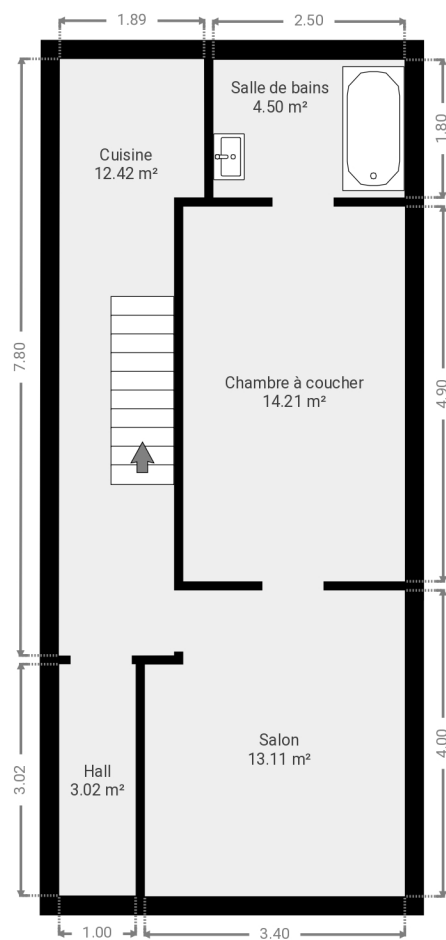 1.89
2.50
Salle de bains
4.50 m²
1.80
Cuisine
12.42 m²
7.80
Chambre à coucher
14.21 m²
4.90
Salon
13.11 m²
4.00
Hall
3.02 m²
3.02
1.00
3.40